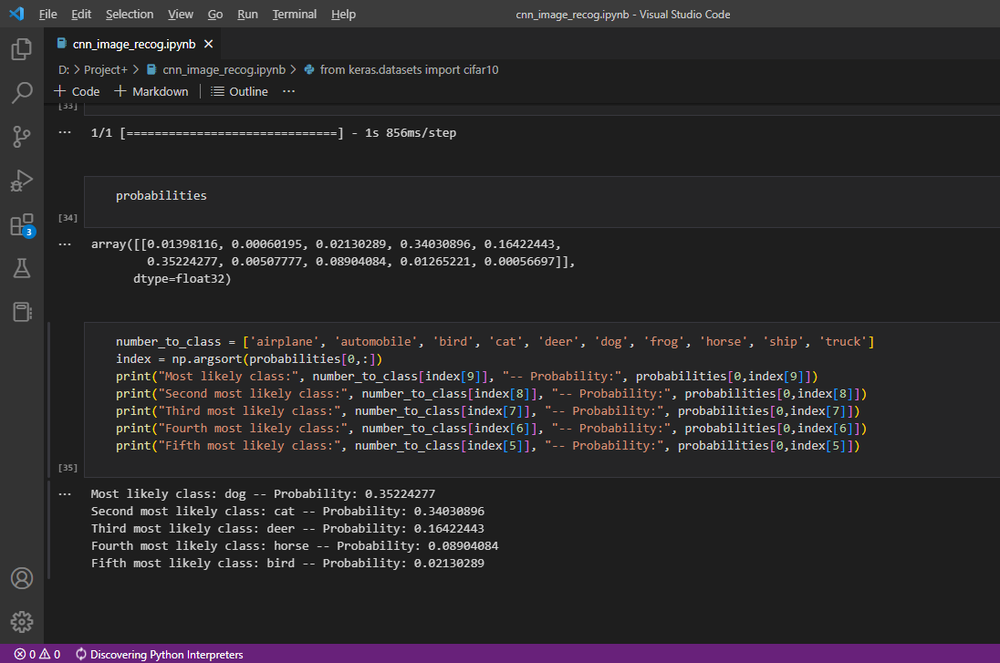 File Edit Selection View Go Run Terminal Help cnn_image_recog.ipynb - Visual Studio Code
cnn_image_recog.ipynb
D: > Project+ > cnn_image_recog.ipynb > from keras.datasets import cifar10
+ Code + Markdown Outline ···
[33]
1/1 [==============================] - 1s 856ms/step
probabilities
[34]
array([[0.01398116, 0.00060195, 0.02130289, 0.34030896, 0.16422443,
0.35224277, 0.00507777, 0.08904084, 0.01265221, 0.00056697]],
dtype=float32)
number_to_class = ['airplane', 'automobile', 'bird', 'cat', 'deer', 'dog', 'frog', 'horse', 'ship', 'truck']
index = np.argsort(probabilities[0,:])
print("Most likely class:", number_to_class[index[9]], "-- Probability:", probabilities[0,index[9]])
print("Second most likely class:", number_to_class[index[8]], "-- Probability:", probabilities[0,index[8]])
print("Third most likely class:", number_to_class[index[7]], "-- Probability:", probabilities[0,index[7]])
print("Fourth most likely class:", number_to_class[index[6]], "-- Probability:", probabilities[0,index[6]])
print("Fifth most likely class:", number_to_class[index[5]], "-- Probability:", probabilities[0,index[5]])
[35]
Most likely class: dog -- Probability: 0.35224277
Second most likely class: cat -- Probability: 0.34030896
Third most likely class: deer -- Probability: 0.16422443
Fourth most likely class: horse -- Probability: 0.08904084
Fifth most likely class: bird -- Probability: 0.02130289
3
0 0 Discovering Python Interpreters